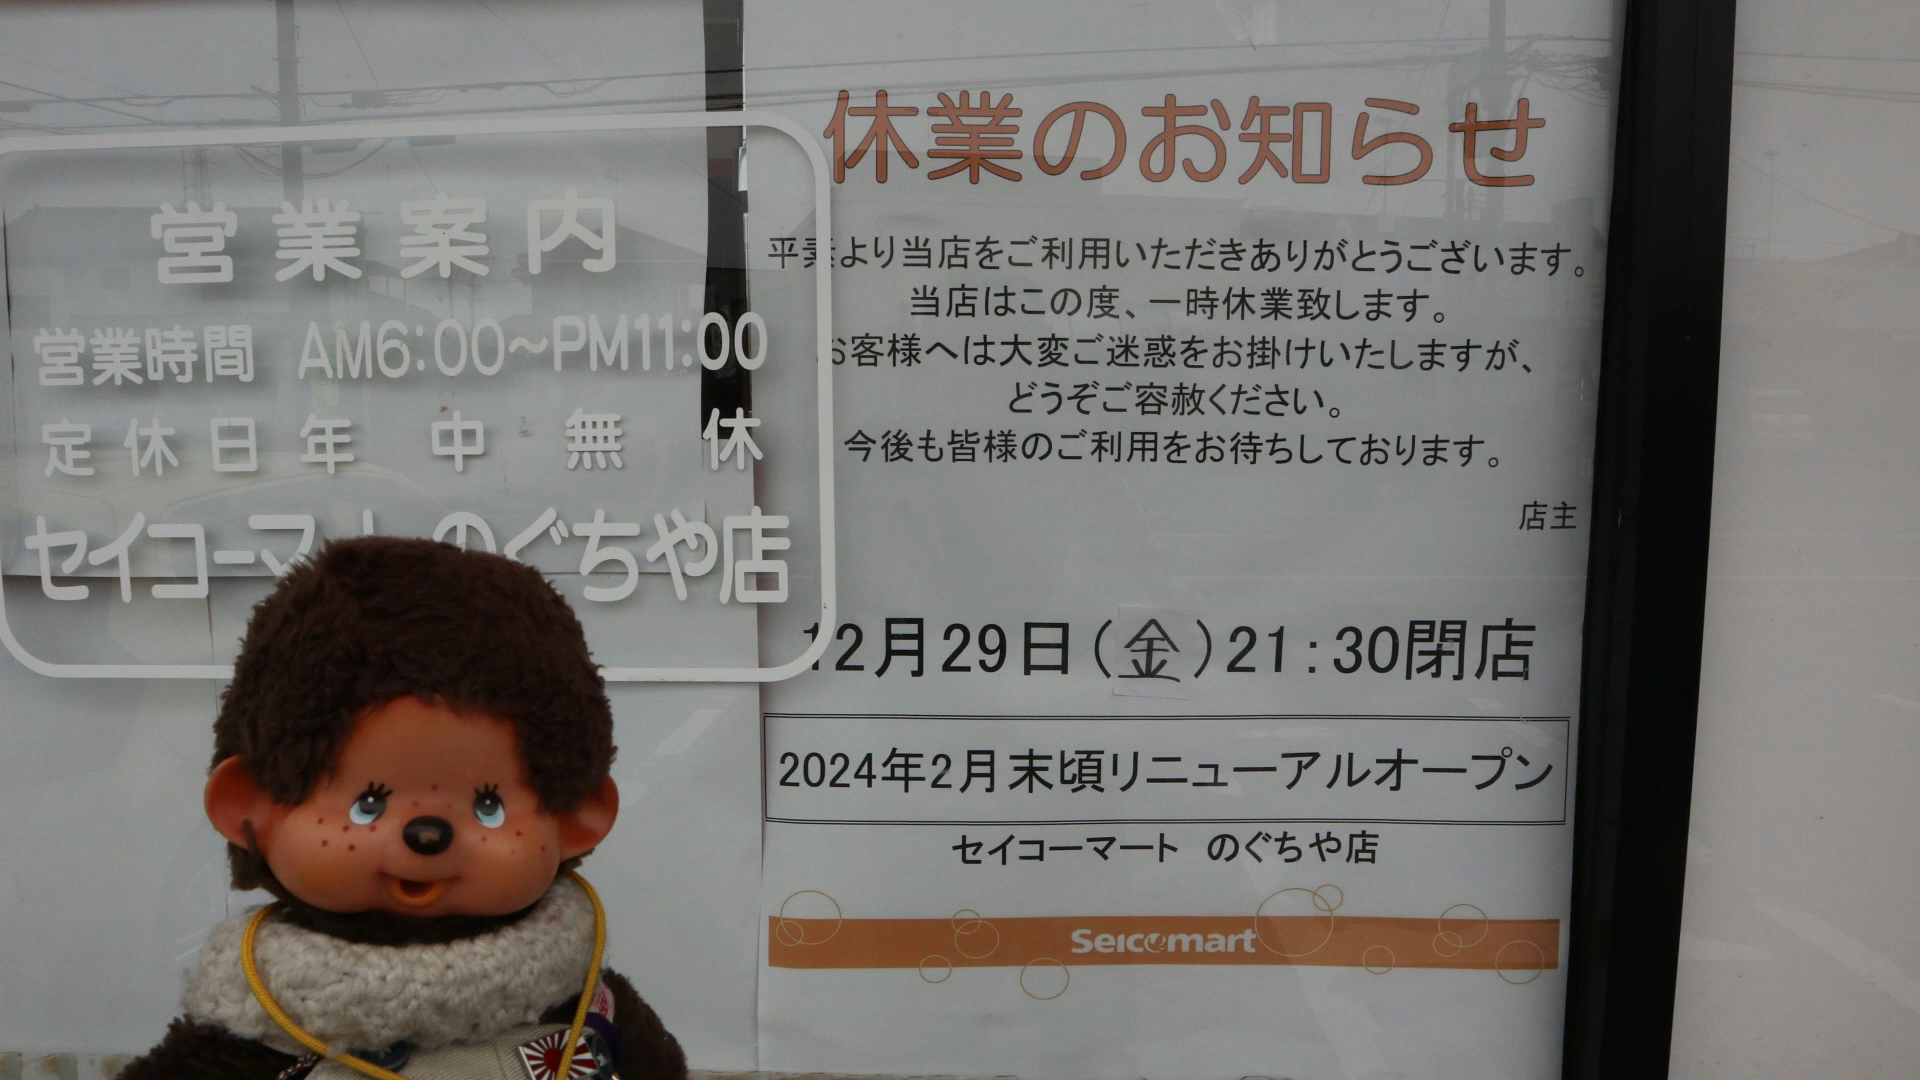 営業案内
営業時間 AM6:00~PM11:00
定休日年中無休
セイコーマートのぐちや店
休業のお知らせ
平素より当店をご利用いただきありがとうございます。
当店はこの度、一時休業致します。
お客様へは大変ご迷惑をお掛けいたしますが、
どうぞご容赦ください。
今後も皆様のご利用をお待ちしております。
店主
12月29日(金)21:30閉店
2024年2月末頃リニューアルオープン
セイコーマート のぐちや店
Seicomart